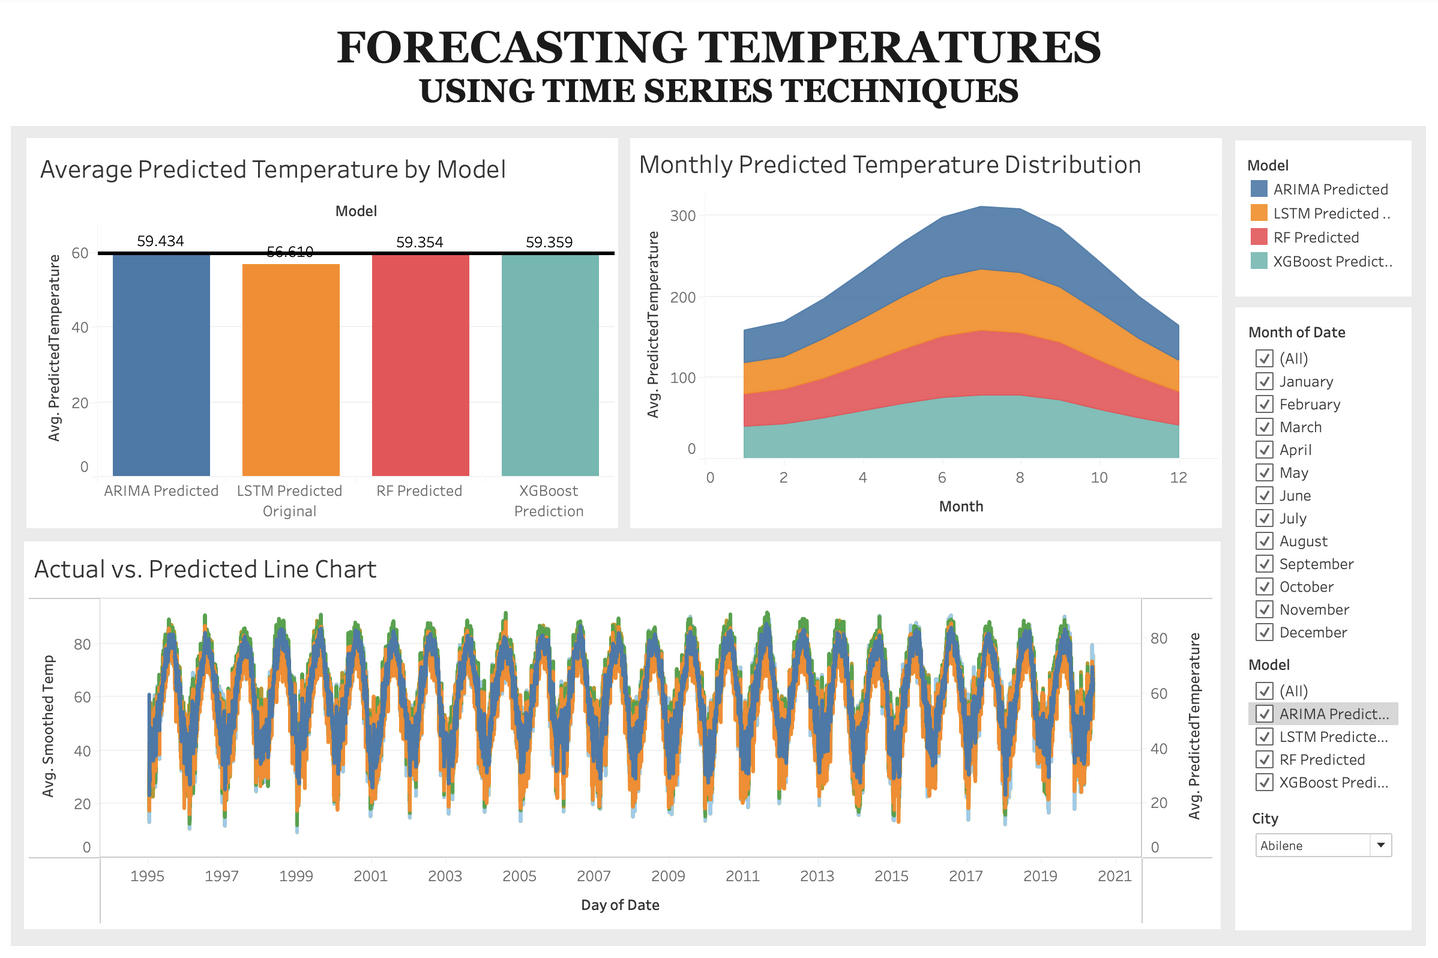 FORECASTING TEMPERATURES
USING TIME SERIES TECHNIQUES
Average Predicted Temperature by Model
Model
Avg. PredictedTemperature
60
40
20
0
59.434
56.610
59.354
59.359
ARIMA Predicted
LSTM Predicted
Original
RF Predicted
XGBoost
Prediction
Monthly Predicted Temperature Distribution
Avg. PredictedTemperature
300
200
100
0
0 2 4 6 8 10 12
Month
Model
ARIMA Predicted
LSTM Predicted ..
RF Predicted
XGBoost Predict..
Month of Date
(All)
January
February
March
April
May
June
July
August
September
October
November
December
Model
(All)
ARIMA Predict...
LSTM Predicte...
RF Predicted
XGBoost Predi...
City
Abilene
Actual vs. Predicted Line Chart
Avg. Smoothed Temp
80
60
40
20
0
80
60
40
20
0
Avg. PredictedTemperature
1995 1997 1999 2001 2003 2005 2007 2009 2011 2013 2015 2017 2019 2021
Day of Date